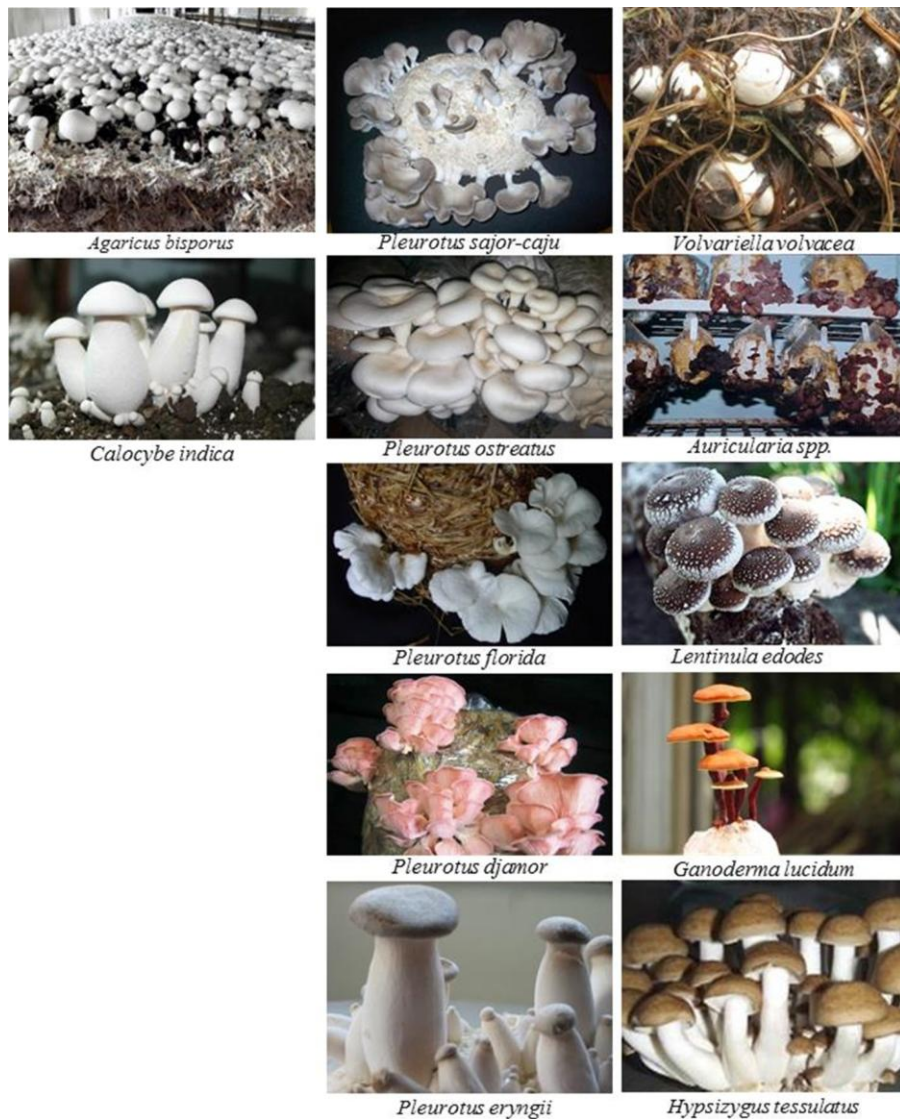 Agaricus bisporus
Pleurotus sajor-caju
Volvariella volvacea
Calocybe indica
Pleurotus ostreatus
Auricularia spp.
Pleurotus florida
Lentinula edodes
Pleurotus djamor
Ganoderma lucidum
Pleurotus eryngii
Hypsizygus tessulatus